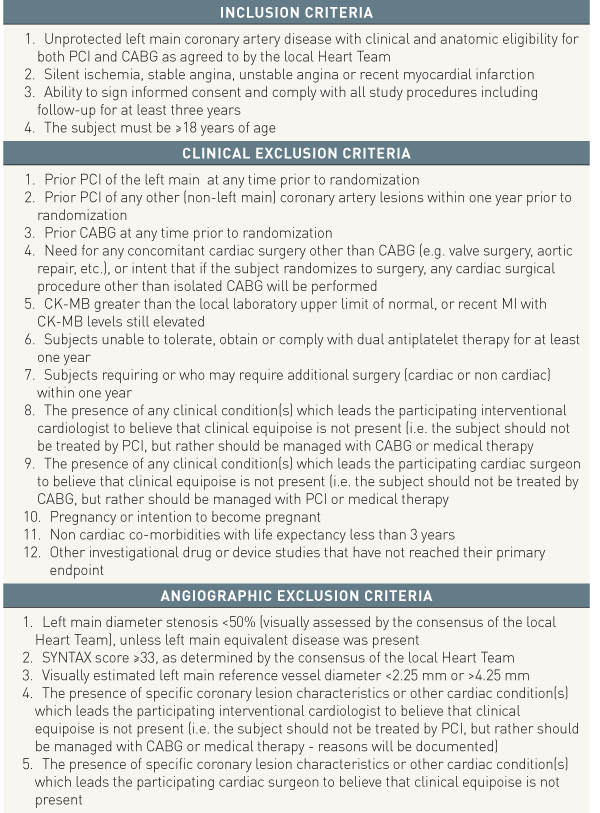 INCLUSION CRITERIA
1. Unprotected left main coronary artery disease with clinical and anatomic eligibility for
both PCI and CABG as agreed to by the local Heart Team
2. Silent ischemia, stable angina, unstable angina or recent myocardial infarction
3. Ability to sign informed consent and comply with all study procedures including
follow-up for at least three years
4. The subject must be ≥18 years of age
CLINICAL EXCLUSION CRITERIA
1. Prior PCI of the left main at any time prior to randomization
2. Prior PCI of any other (non-left main) coronary artery lesions within one year prior to
randomization
3. Prior CABG at any time prior to randomization
4. Need for any concomitant cardiac surgery other than CABG (e.g. valve surgery, aortic
repair, etc.), or intent that if the subject randomizes to surgery, any cardiac surgical
procedure other than isolated CABG will be performed
5. CK-MB greater than the local laboratory upper limit of normal, or recent MI with
CK-MB levels still elevated
6. Subjects unable to tolerate, obtain or comply with dual antiplatelet therapy for at least
one year
7. Subjects requiring or who may require additional surgery (cardiac or non cardiac)
within one year
8. The presence of any clinical condition(s) which leads the participating interventional
cardiologist to believe that clinical equipoise is not present (i.e. the subject should not
be treated by PCI, but rather should be managed with CABG or medical therapy
9. The presence of any clinical condition(s) which leads the participating cardiac surgeon
to believe that clinical equipoise is not present (i.e. the subject should not be treated by
CABG, but rather should be managed with PCI or medical therapy
10. Pregnancy or intention to become pregnant
11. Non cardiac co-morbidities with life expectancy less than 3 years
12. Other investigational drug or device studies that have not reached their primary
endpoint
ANGIOGRAPHIC EXCLUSION CRITERIA
1. Left main diameter stenosis <50% (visually assessed by the consensus of the local
Heart Team), unless left main equivalent disease was present
2. SYNTAX score ≥33, as determined by the consensus of the local Heart Team
3. Visually estimated left main reference vessel diameter <2.25 mm or >4.25 mm
4. The presence of specific coronary lesion characteristics or other cardiac condition(s)
which leads the participating interventional cardiologist to believe that clinical
equipoise is not present (i.e. the subject should not be treated by PCI, but rather should
be managed with CABG or medical therapy - reasons will be documented)
5. The presence of specific coronary lesion characteristics or other cardiac condition(s)
which leads the participating cardiac surgeon to believe that clinical equipoise is not
present